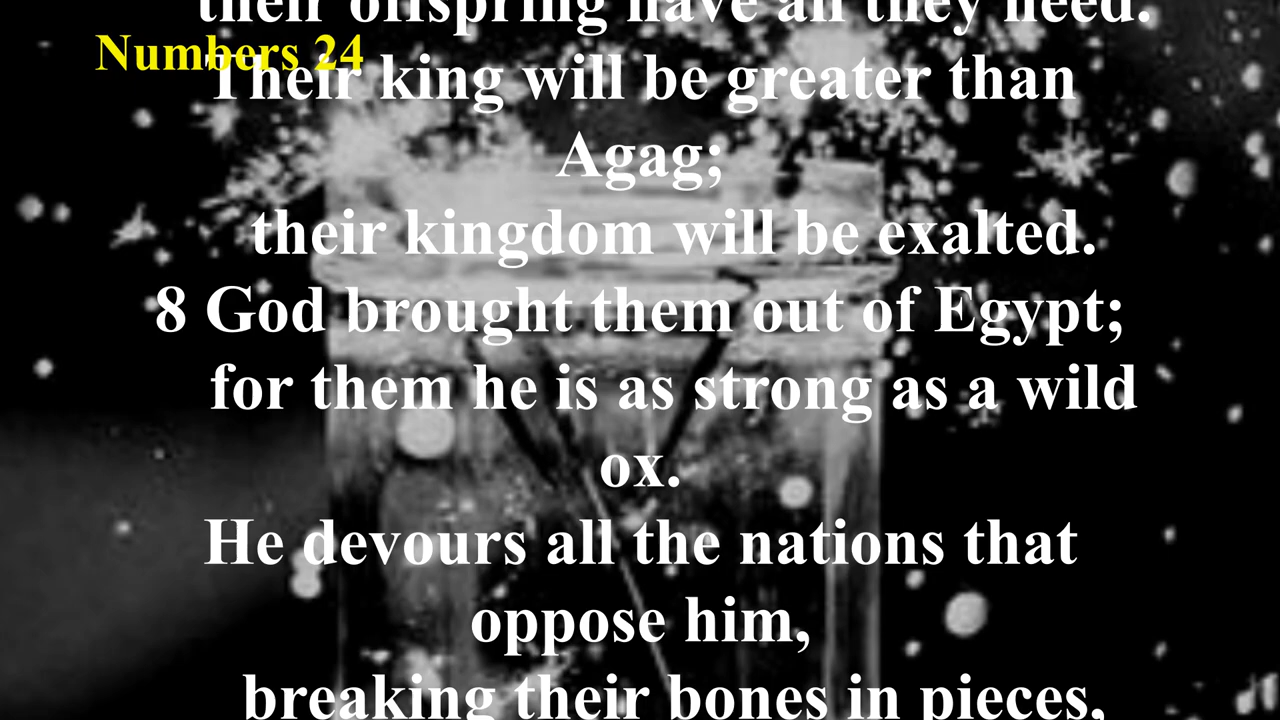 their offspring have all they need.
Numbers 24
Their king will be greater than
Agag;
their kingdom will be exalted.
8 God brought them out of Egypt;
for them he is as strong as a wild
ox.
He devours all the nations that
oppose him,
breaking their bones in pieces,